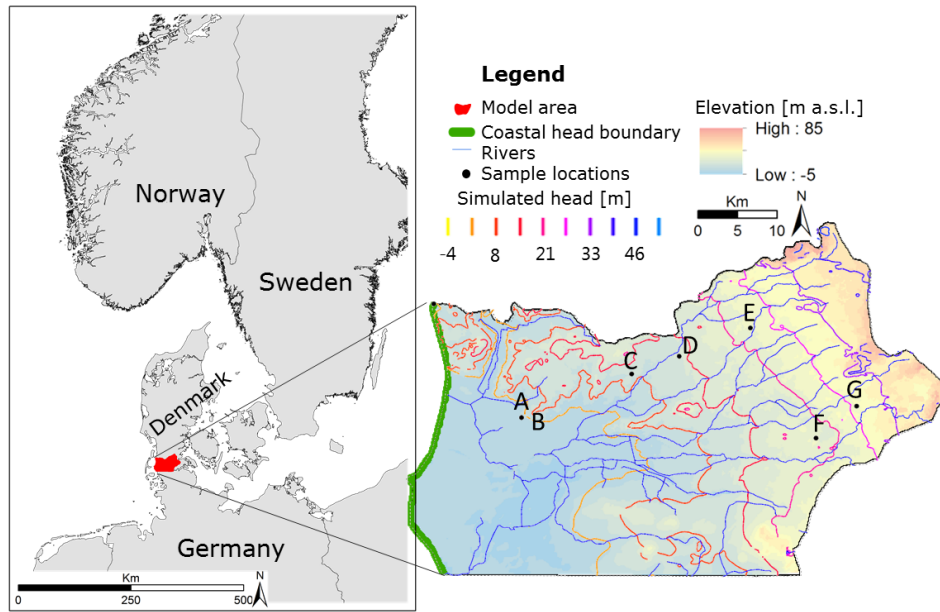 Norway
Sweden
Denmark
Germany
Km
0 250 500
N
Legend
Model area
Coastal head boundary
Rivers
Sample locations
Simulated head [m]
-4 8 21 33 46
Elevation [m a.s.l.]
High : 85
Low : -5
Km
0 5 10
N
A
B
C
D
E
F
G